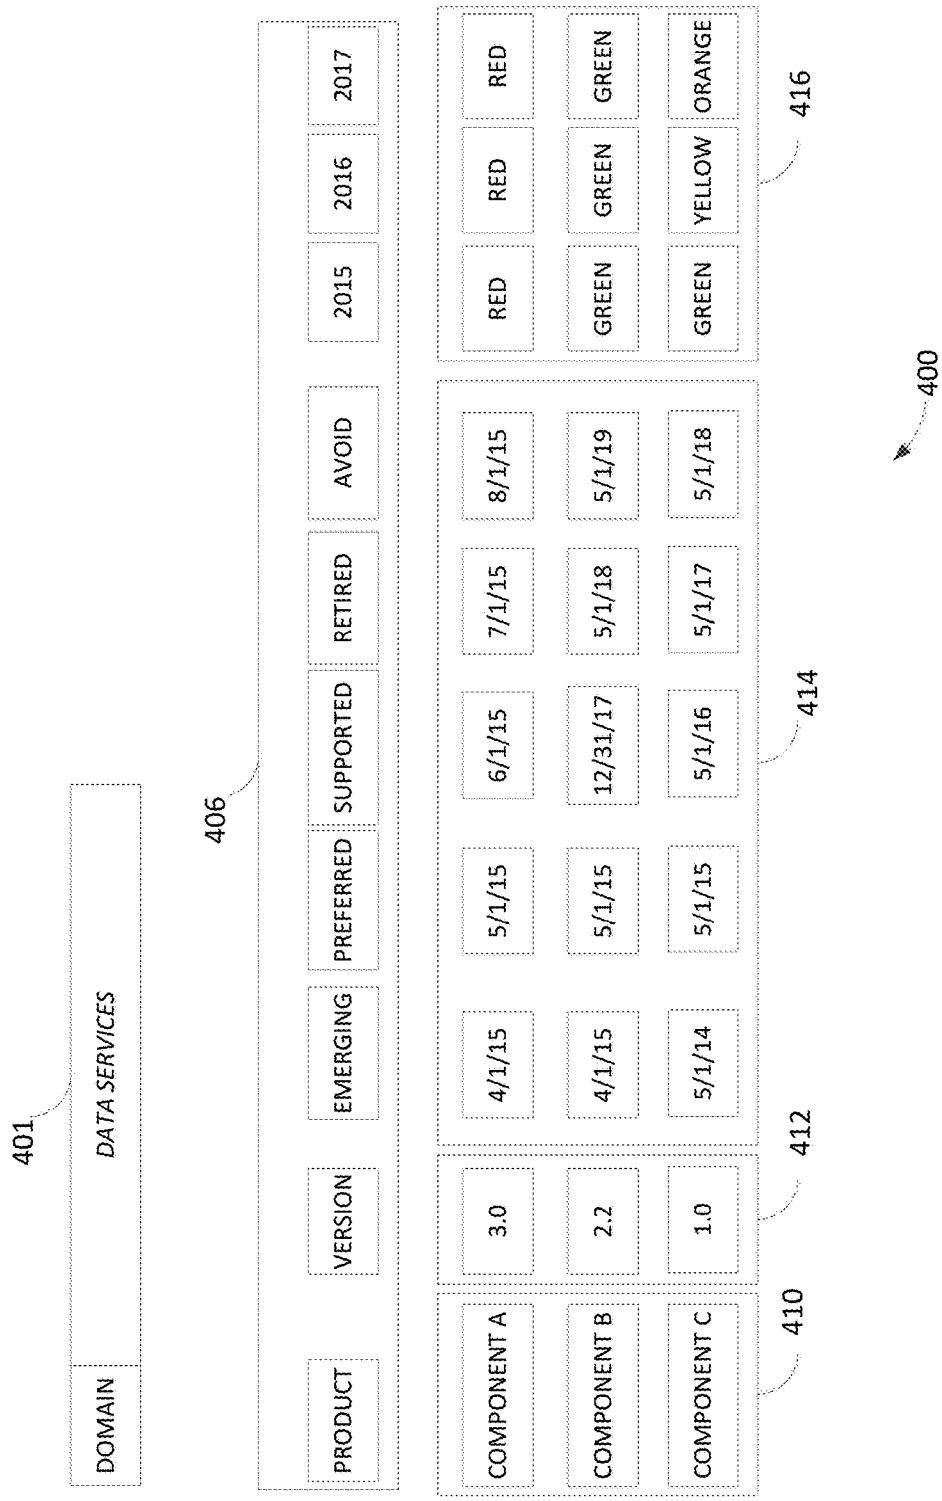 401
DOMAIN DATA SERVICES
406
PRODUCT VERSION EMERGING PREFERRED SUPPORTED RETIRED AVOID 2015 2016 2017
COMPONENT A 3.0 4/1/15 5/1/15 6/1/15 7/1/15 8/1/15 RED RED RED
COMPONENT B 2.2 4/1/15 5/1/15 12/31/17 5/1/18 5/1/19 GREEN GREEN GREEN
COMPONENT C 1.0 5/1/14 5/1/15 5/1/16 5/1/17 5/1/18 GREEN YELLOW ORANGE
410 412 414 416
400